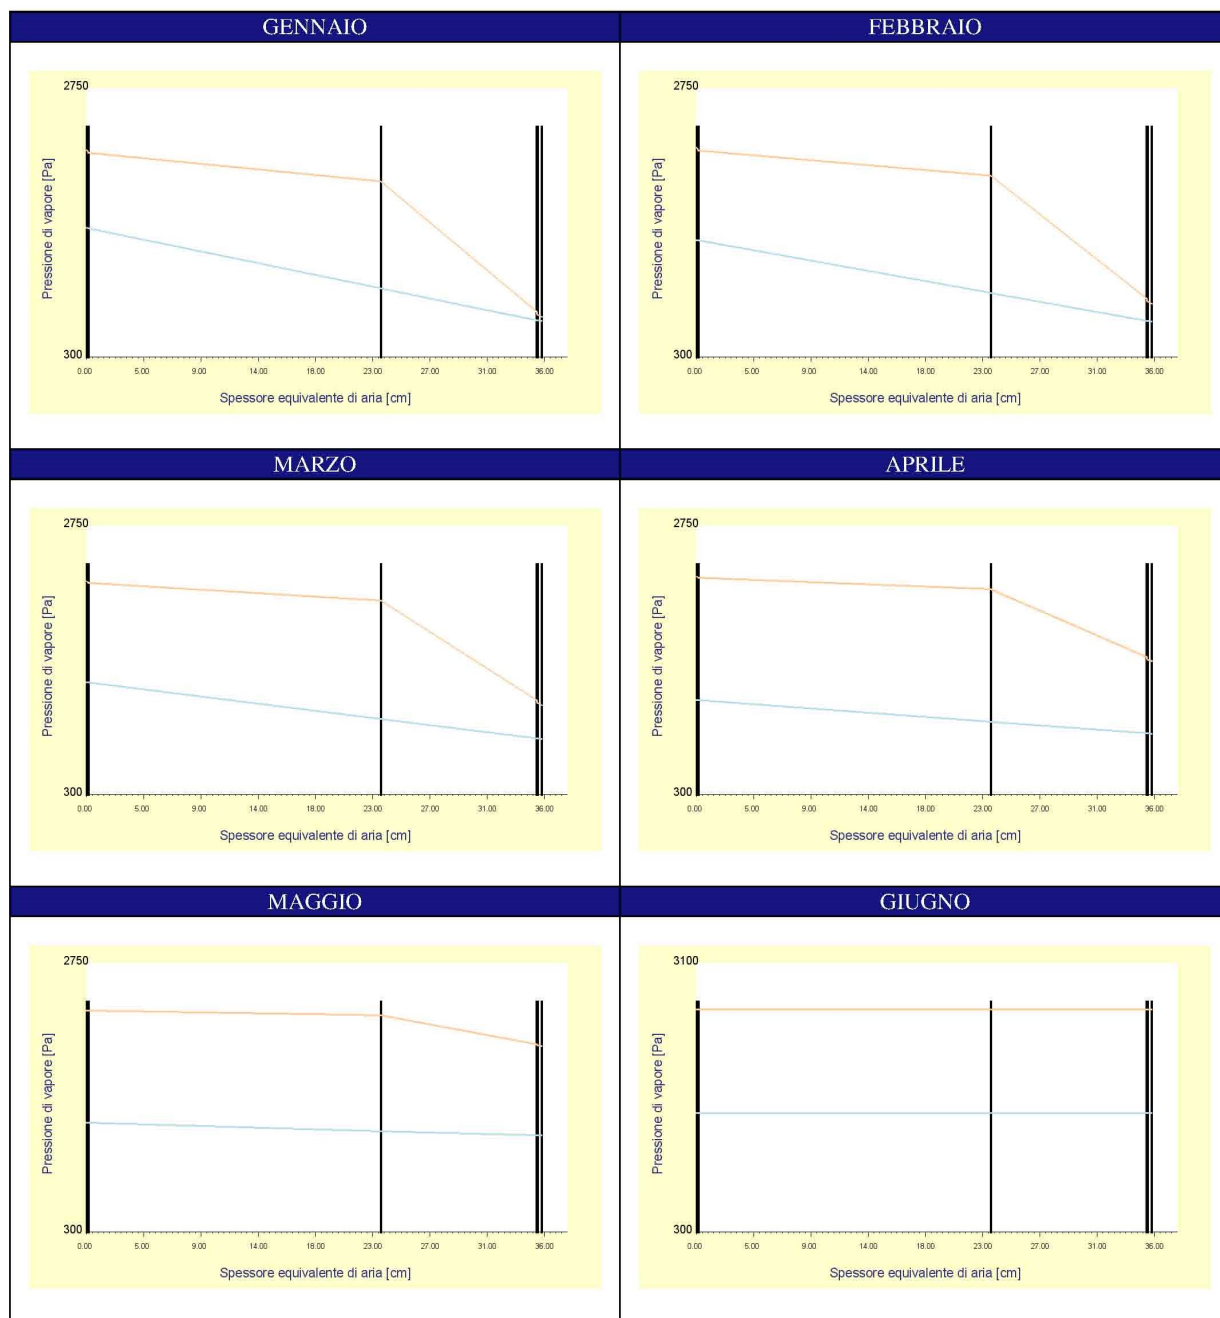 GENNAIO
FEBBRAIO
2750
Pressione di vapore [Pa]
300
0.00 5.00 9.00 14.00 18.00 23.00 27.00 31.00 36.00
Spessore equivalente di aria [cm]
2750
Pressione di vapore [Pa]
300
0.00 5.00 9.00 14.00 18.00 23.00 27.00 31.00 36.00
Spessore equivalente di aria [cm]
MARZO
APRILE
2750
Pressione di vapore [Pa]
300
0.00 5.00 9.00 14.00 18.00 23.00 27.00 31.00 36.00
Spessore equivalente di aria [cm]
2750
Pressione di vapore [Pa]
300
0.00 5.00 9.00 14.00 18.00 23.00 27.00 31.00 36.00
Spessore equivalente di aria [cm]
MAGGIO
GIUGNO
2750
Pressione di vapore [Pa]
300
0.00 5.00 9.00 14.00 18.00 23.00 27.00 31.00 36.00
Spessore equivalente di aria [cm]
3100
Pressione di vapore [Pa]
300
0.00 5.00 9.00 14.00 18.00 23.00 27.00 31.00 36.00
Spessore equivalente di aria [cm]